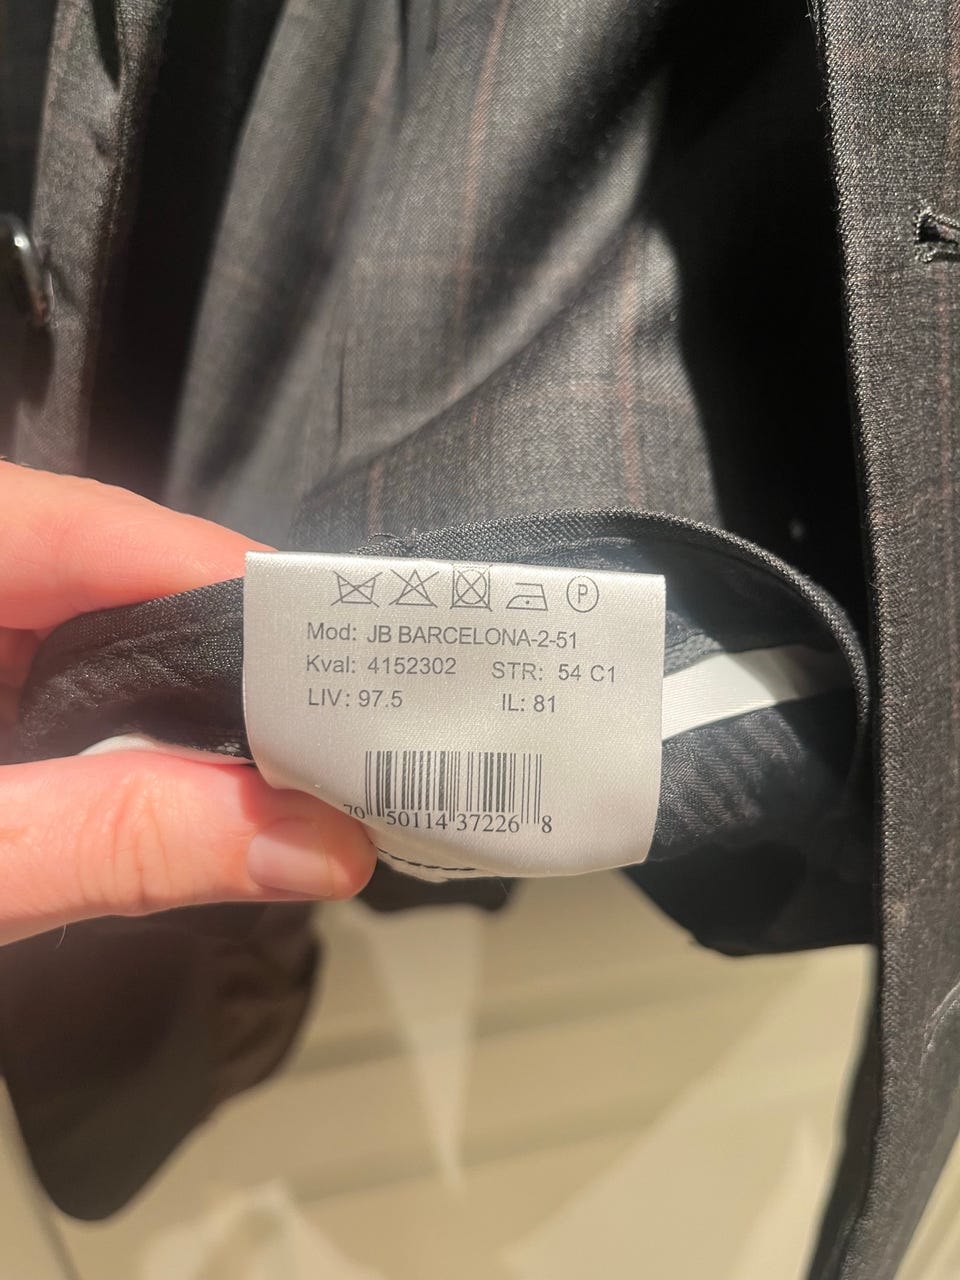 P
Mod: JB BARCELONA-2-51
Kval: 4152302 STR: 54 C1
LIV: 97.5 IL: 81
79 50114 37226 8